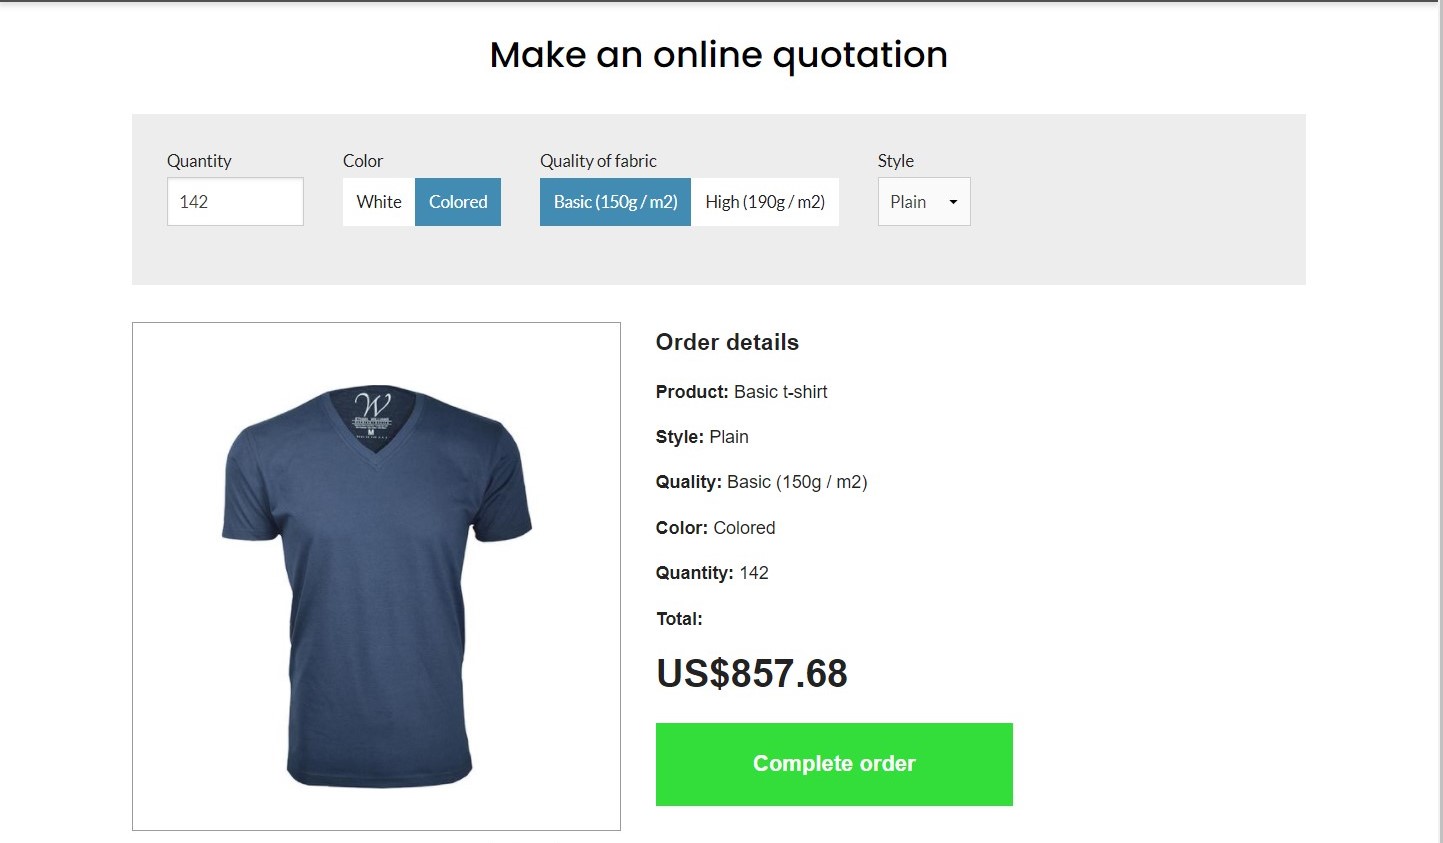 Make an online quotation
Quantity
Color
Quality of fabric
Style
142
White
Colored
Basic (150g / m2)
High (190g / m2)
Plain
W
M
Order details
Product: Basic t-shirt
Style: Plain
Quality: Basic (150g / m2)
Color: Colored
Quantity: 142
Total:
US$857.68
Complete order